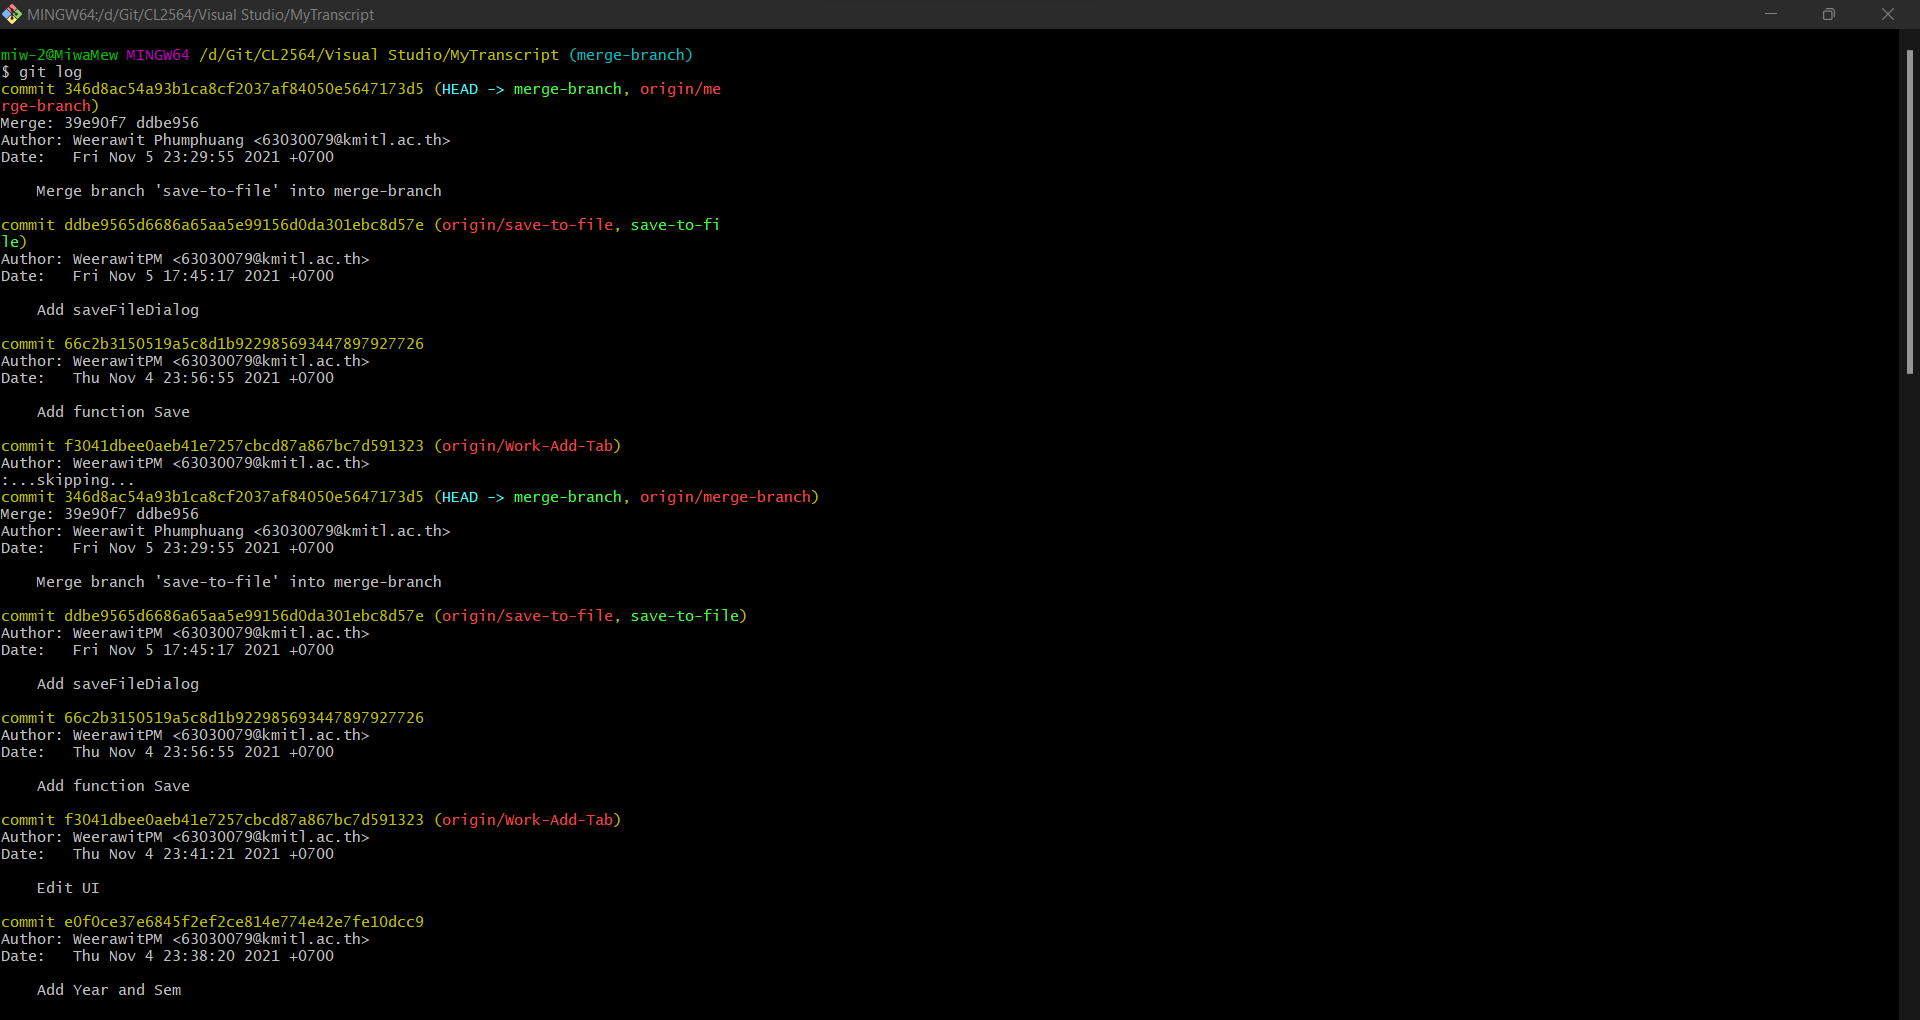 MINGW64:/d/Git/CL2564/Visual Studio/MyTranscript
miw-2@MiwaMew MINGW64 /d/Git/CL2564/Visual Studio/MyTranscript (merge-branch)
$ git log
commit 346d8ac54a93b1ca8cf2037af84050e5647173d5 (HEAD -> merge-branch, origin/me
rge-branch)
Merge: 39e90f7 ddbe956
Author: Weerawit Phumphuang <63030079@kmitl.ac.th>
Date:   Fri Nov 5 23:29:55 2021 +0700
    Merge branch 'save-to-file' into merge-branch
commit ddbe9565d6686a65aa5e99156d0da301ebc8d57e (origin/save-to-file, save-to-fi
le)
Author: WeerawitPM <63030079@kmitl.ac.th>
Date:   Fri Nov 5 17:45:17 2021 +0700
    Add saveFileDialog
commit 66c2b3150519a5c8d1b922985693447897927726
Author: WeerawitPM <63030079@kmitl.ac.th>
Date:   Thu Nov 4 23:56:55 2021 +0700
    Add function Save
commit f3041dbee0aeb41e7257cbcd87a867bc7d591323 (origin/Work-Add-Tab)
Author: WeerawitPM <63030079@kmitl.ac.th>
:...skipping...
commit 346d8ac54a93b1ca8cf2037af84050e5647173d5 (HEAD -> merge-branch, origin/merge-branch)
Merge: 39e90f7 ddbe956
Author: Weerawit Phumphuang <63030079@kmitl.ac.th>
Date:   Fri Nov 5 23:29:55 2021 +0700
    Merge branch 'save-to-file' into merge-branch
commit ddbe9565d6686a65aa5e99156d0da301ebc8d57e (origin/save-to-file, save-to-file)
Author: WeerawitPM <63030079@kmitl.ac.th>
Date:   Fri Nov 5 17:45:17 2021 +0700
    Add saveFileDialog
commit 66c2b3150519a5c8d1b922985693447897927726
Author: WeerawitPM <63030079@kmitl.ac.th>
Date:   Thu Nov 4 23:56:55 2021 +0700
    Add function Save
commit f3041dbee0aeb41e7257cbcd87a867bc7d591323 (origin/Work-Add-Tab)
Author: WeerawitPM <63030079@kmitl.ac.th>
Date:   Thu Nov 4 23:41:21 2021 +0700
    Edit UI
commit e0f0ce37e6845f2ef2ce814e774e42e7fe10dcc9
Author: WeerawitPM <63030079@kmitl.ac.th>
Date:   Thu Nov 4 23:38:20 2021 +0700
    Add Year and Sem